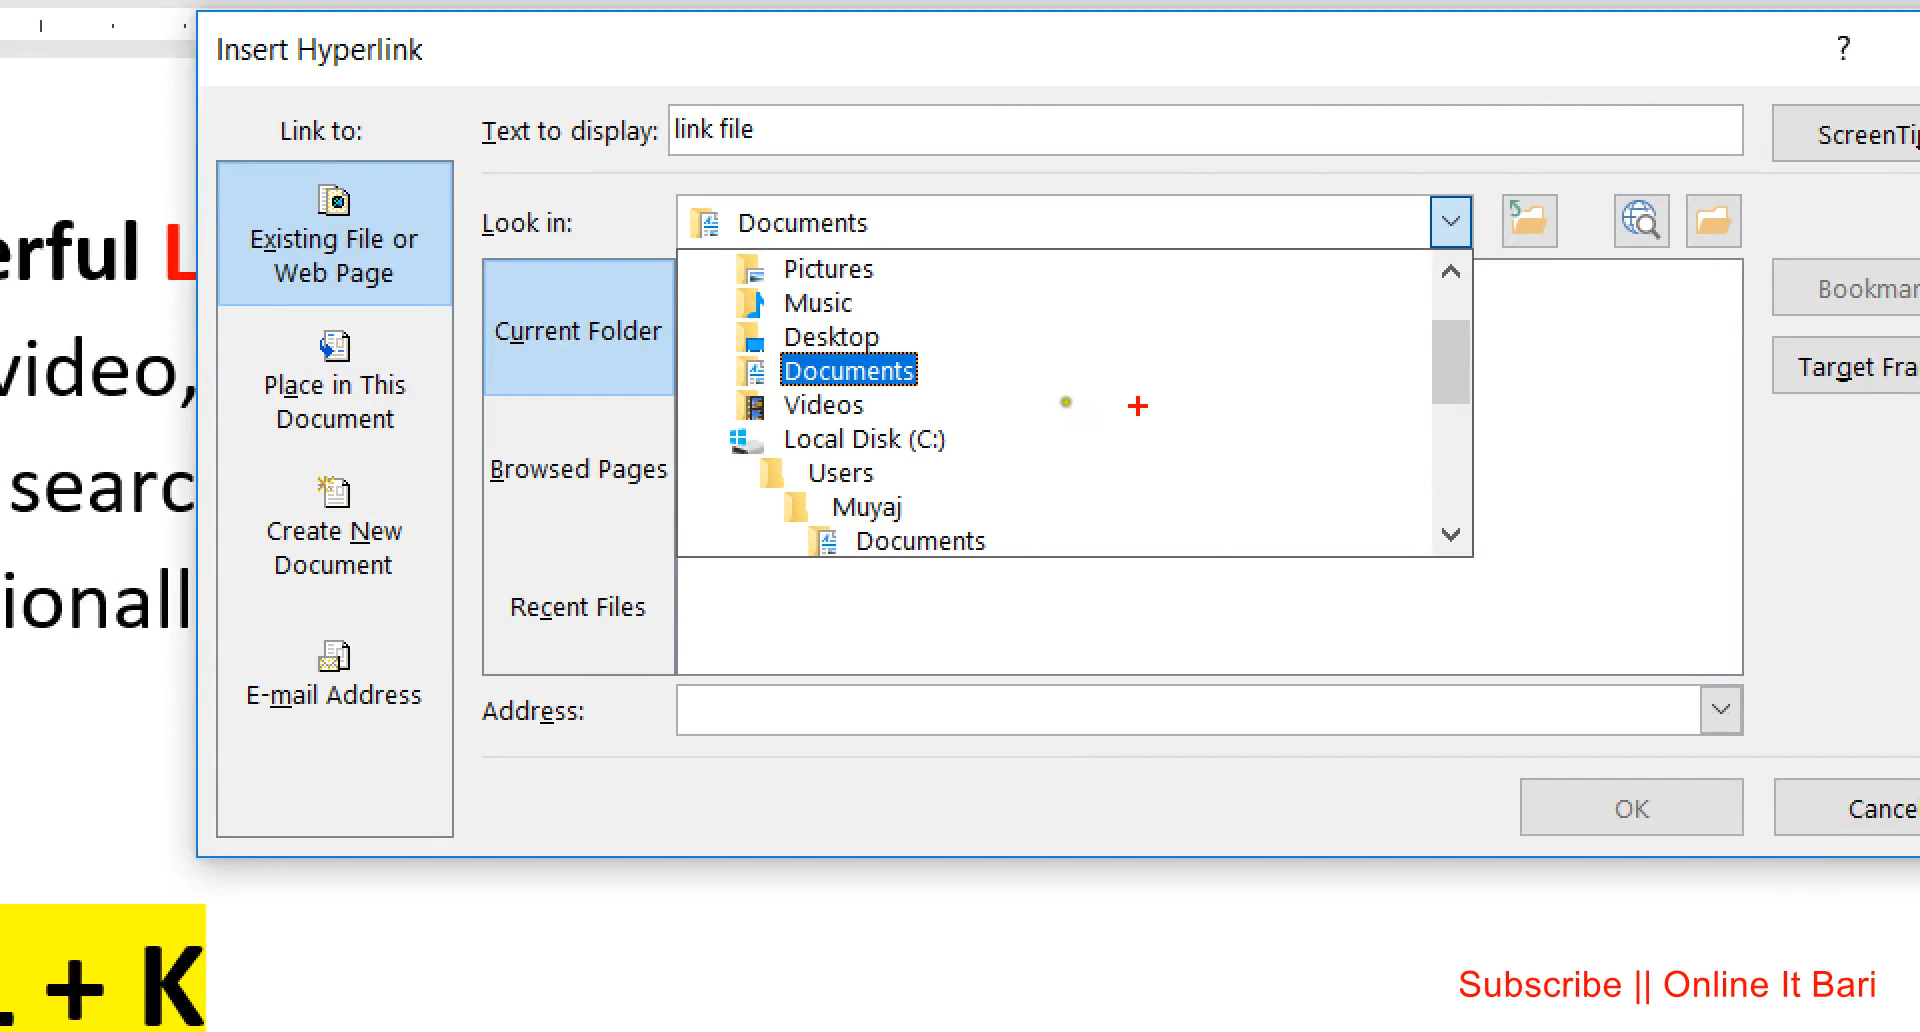 Insert Hyperlink
?
Link to:
Text to display:
link file
ScreenTip
Existing File or
Web Page
Look in:
Documents
Pictures
Music
Desktop
Documents
Videos
Local Disk (C:)
Users
Muyaj
Documents
Current Folder
Browsed Pages
Recent Files
Place in This
Document
Create New
Document
E-mail Address
Bookmar
Target Fra
Address:
OK
Cance
erful L
video,
searc
ionall
+ K
Subscribe || Online It Bari